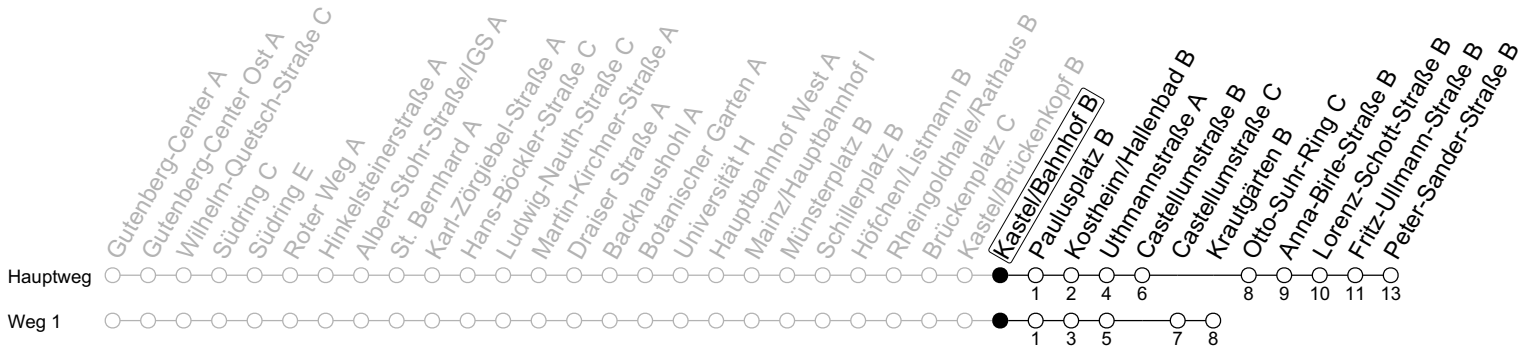 Gutenberg-Center A
Gutenberg-Center Ost A
Wilhelm-Quetsch-Straße C
Südring C
Südring E
Roter Weg A
Hinkelsteinerstraße A
Albert-Stohr-Straße/IGS A
St. Bernhard A
Karl-Zörgiebel-Straße A
Hans-Böckler-Straße C
Ludwig-Nauth-Straße C
Martin-Kirchner-Straße A
Draiser Straße A
Backhaushohl A
Botanischer Garten A
Universität H
Hauptbahnhof West A
Mainz/Hauptbahnhof I
Münsterplatz B
Schillerplatz B
Höfchen/Listmann B
Rheingoldhalle/Rathaus B
Brückenplatz C
Kastel/Brückenkopf B
Kastel/Bahnhof B
Paulusplatz B
Kostheim/Hallenbad B
Uthmannstraße A
Castellumstraße B
Castellumstraße C
Krautgärten B
Otto-Suhr-Ring C
Anna-Birle-Straße B
Lorenz-Schott-Straße B
Fritz-Ullmann-Straße B
Peter-Sander-Straße B
Hauptweg
1 2 4 6 8 9 10 11 13
Weg 1
1 3 5 7 8